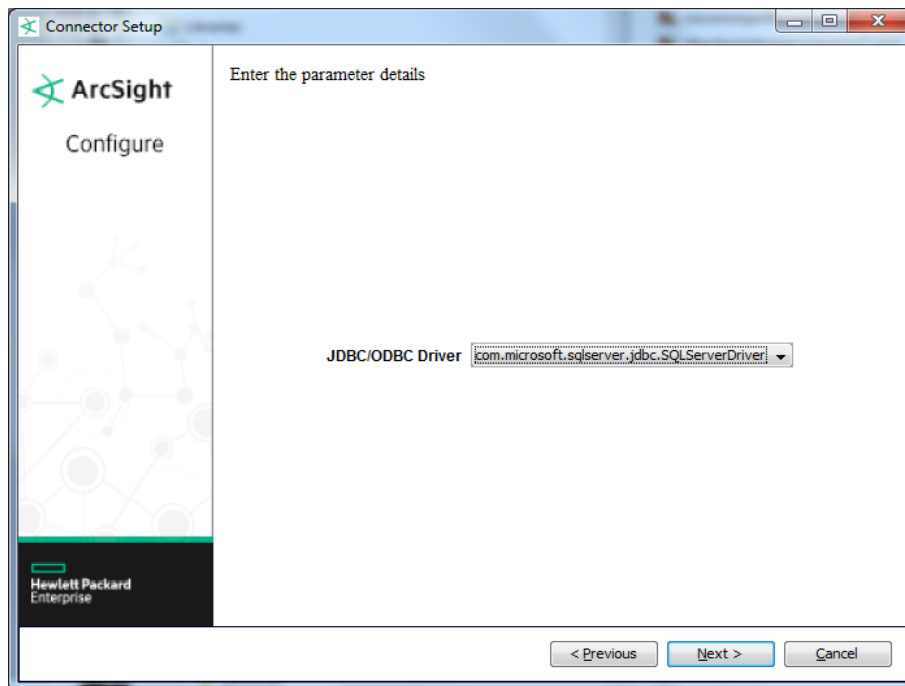 Connector Setup
ArcSight
Configure
Enter the parameter details
JDBC/ODBC Driver com.microsoft.sqlserver.jdbc.SQLServerDriver
Hewlett Packard
Enterprise
< Previous Next > Cancel